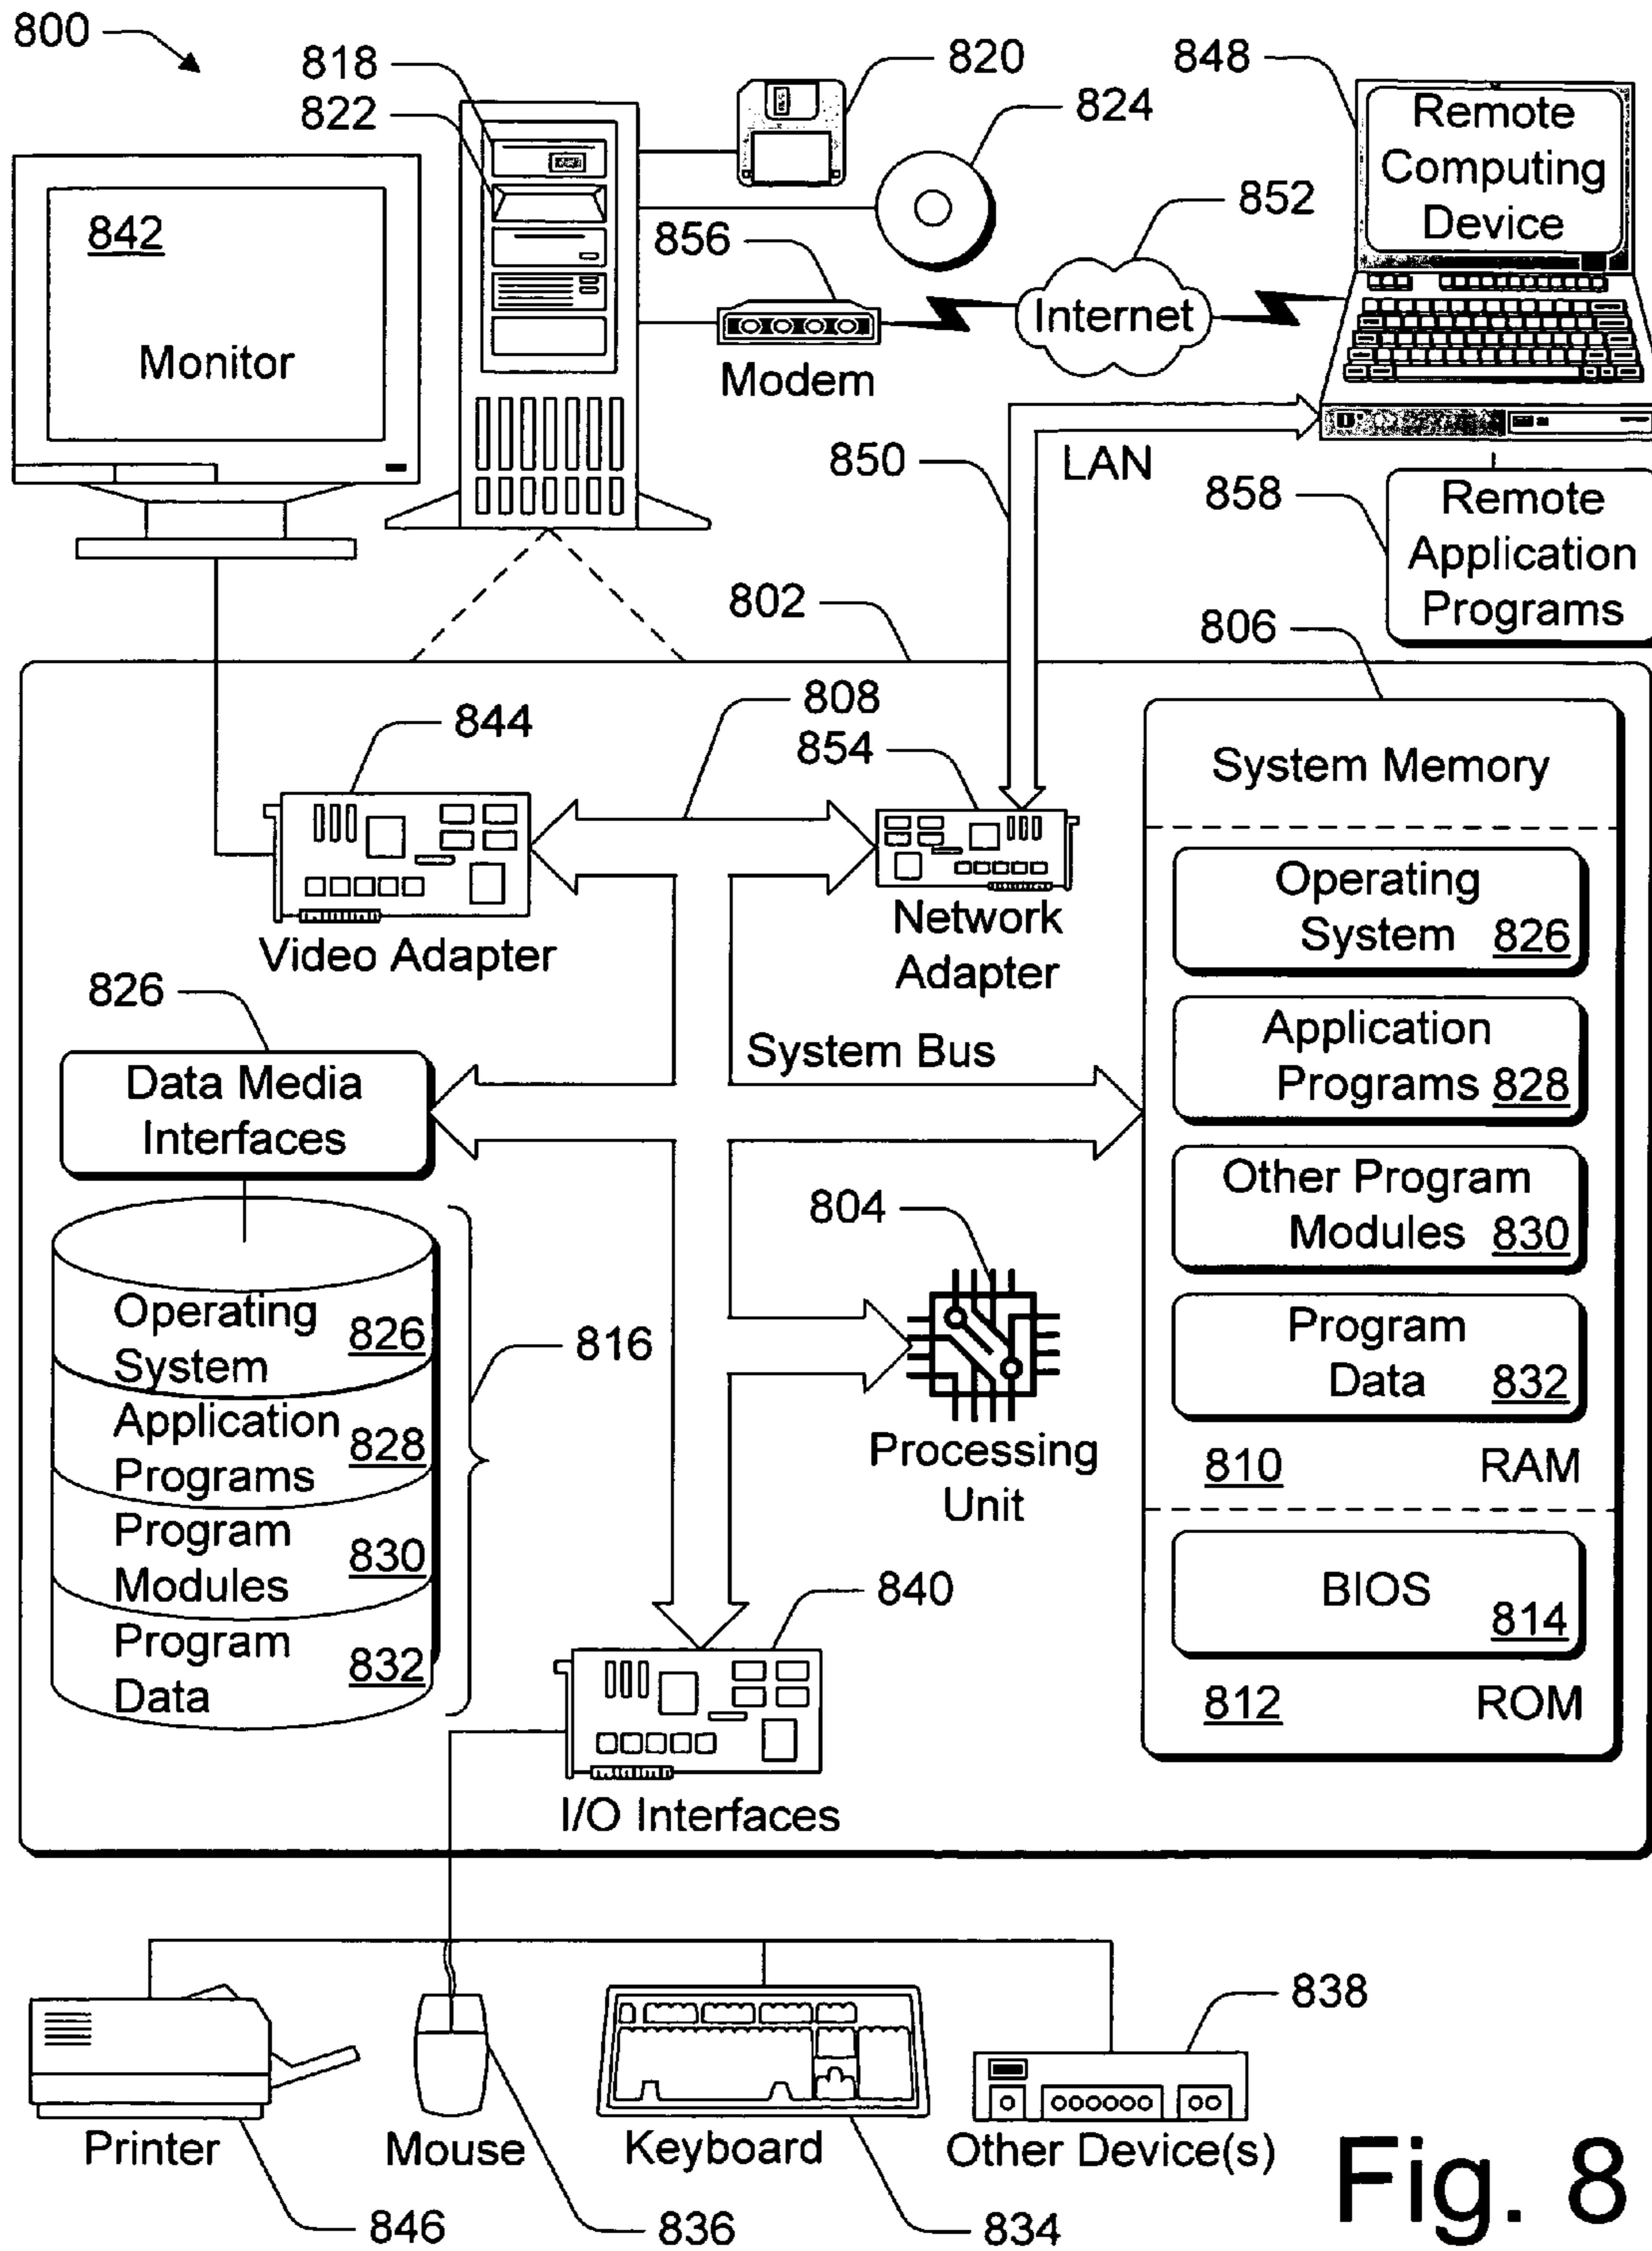 800
818
820
848
822
824
Remote
Computing
Device
842
856
852
Internet
Monitor
Modem
850
LAN
858
Remote
Application
Programs
802
806
808
844
854
System Memory
Operating
System 826
Video Adapter
Network
Adapter
826
Application
Programs 828
System Bus
Data Media
Interfaces
Other Program
Modules 830
804
Operating
System 826
816
Program
Data 832
Application
Programs 828
Processing
Unit
810 RAM
Program
Modules 830
840
BIOS
814
Program
Data 832
812 ROM
I/O Interfaces
838
Printer
Mouse
Keyboard
Other Device(s)
846
836
834
Fig. 8